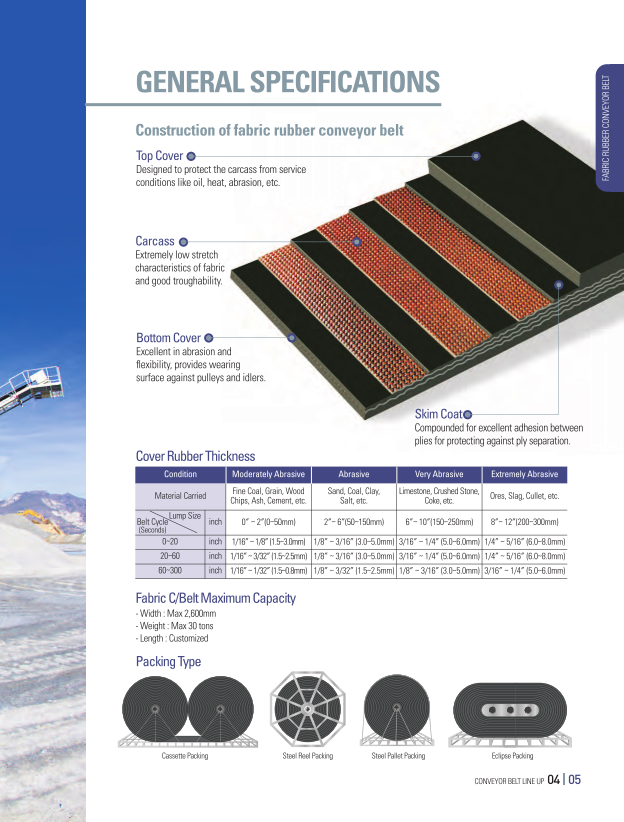 GENERAL SPECIFICATIONS
FABRIC RUBBER CONVEYOR BELT
Construction of fabric rubber conveyor belt
Top Cover
Designed to protect the carcass from service
conditions like oil, heat, abrasion, etc.
Carcass
Extremely low stretch
characteristics of fabric
and good troughability.
Bottom Cover
Excellent in abrasion and
flexibility, provides wearing
surface against pulleys and idlers.
Skim Coat
Compounded for excellent adhesion between
plies for protecting against ply separation.
Cover Rubber Thickness
Condition Moderately Abrasive Abrasive Very Abrasive Extremely Abrasive
Material Carried Fine Coal, Grain, Wood Chips, Ash, Cement, etc. Sand, Coal, Clay, Salt, etc. Limestone, Crushed Stone, Coke, etc. Ores, Slag, Cullet, etc.
Lump Size Belt Cycle (Seconds) inch 0″ ~ 2″(0~50mm) 2″~ 6″(50~150mm) 6″~ 10″(150~250mm) 8″~ 12″(200~300mm)
0~20 inch 1/16″ ~ 1/8″ (1.5~3.0mm) 1/8″ ~ 3/16″ (3.0~5.0mm) 3/16″ ~ 1/4″ (5.0~6.0mm) 1/4″ ~ 5/16″ (6.0~8.0mm)
20~60 inch 1/16″ ~ 3/32″ (1.5~2.5mm) 1/8″ ~ 3/16″ (3.0~5.0mm) 3/16″ ~ 1/4″ (5.0~6.0mm) 1/4″ ~ 5/16″ (6.0~8.0mm)
60~300 inch 1/16″ ~ 1/32″ (1.5~0.8mm) 1/8″ ~ 3/32″ (1.5~2.5mm) 1/8″ ~ 3/16″ (3.0~5.0mm) 3/16″ ~ 1/4″ (5.0~6.0mm)
Fabric C/Belt Maximum Capacity
- Width : Max 2,600mm
- Weight : Max 30 tons
- Length : Customized
Packing Type
Cassette Packing Steel Reel Packing Steel Pallet Packing Eclipse Packing
CONVEYOR BELT LINE UP 04 | 05